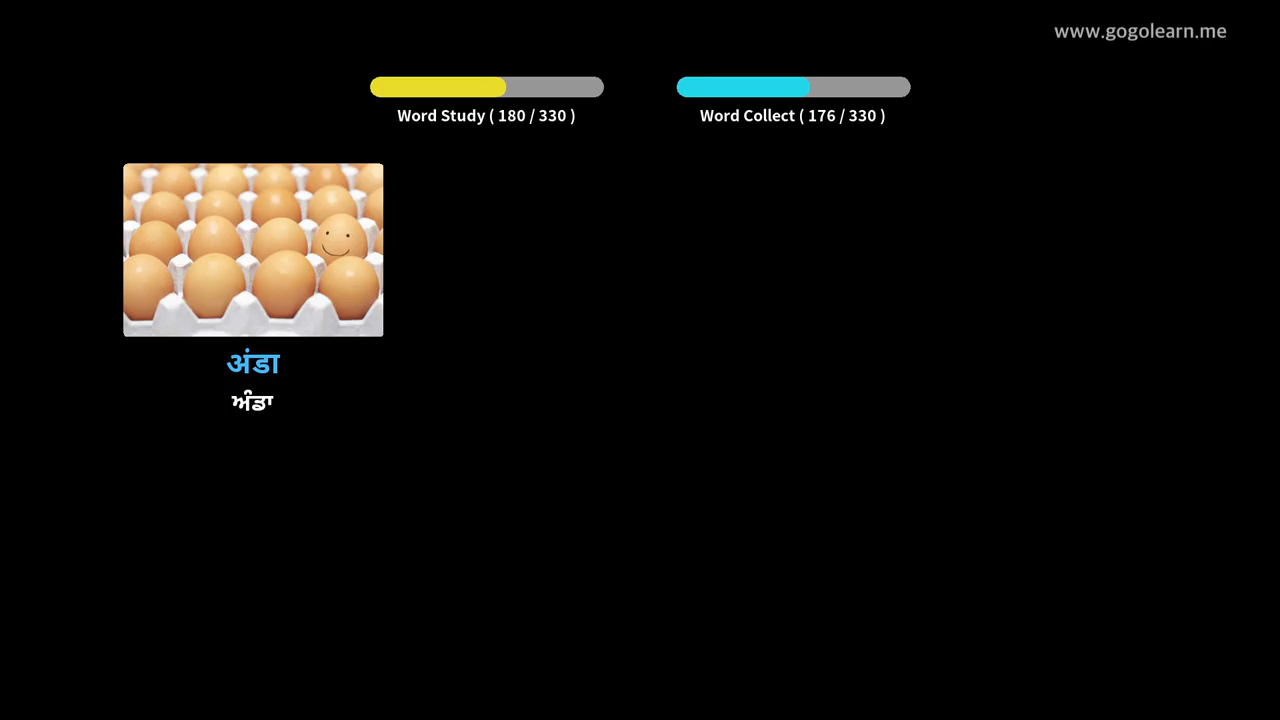 www.gogolearn.me
Word Study ( 180 / 330 )
Word Collect ( 176 / 330 )
अंडा
ਅੰਡਾ